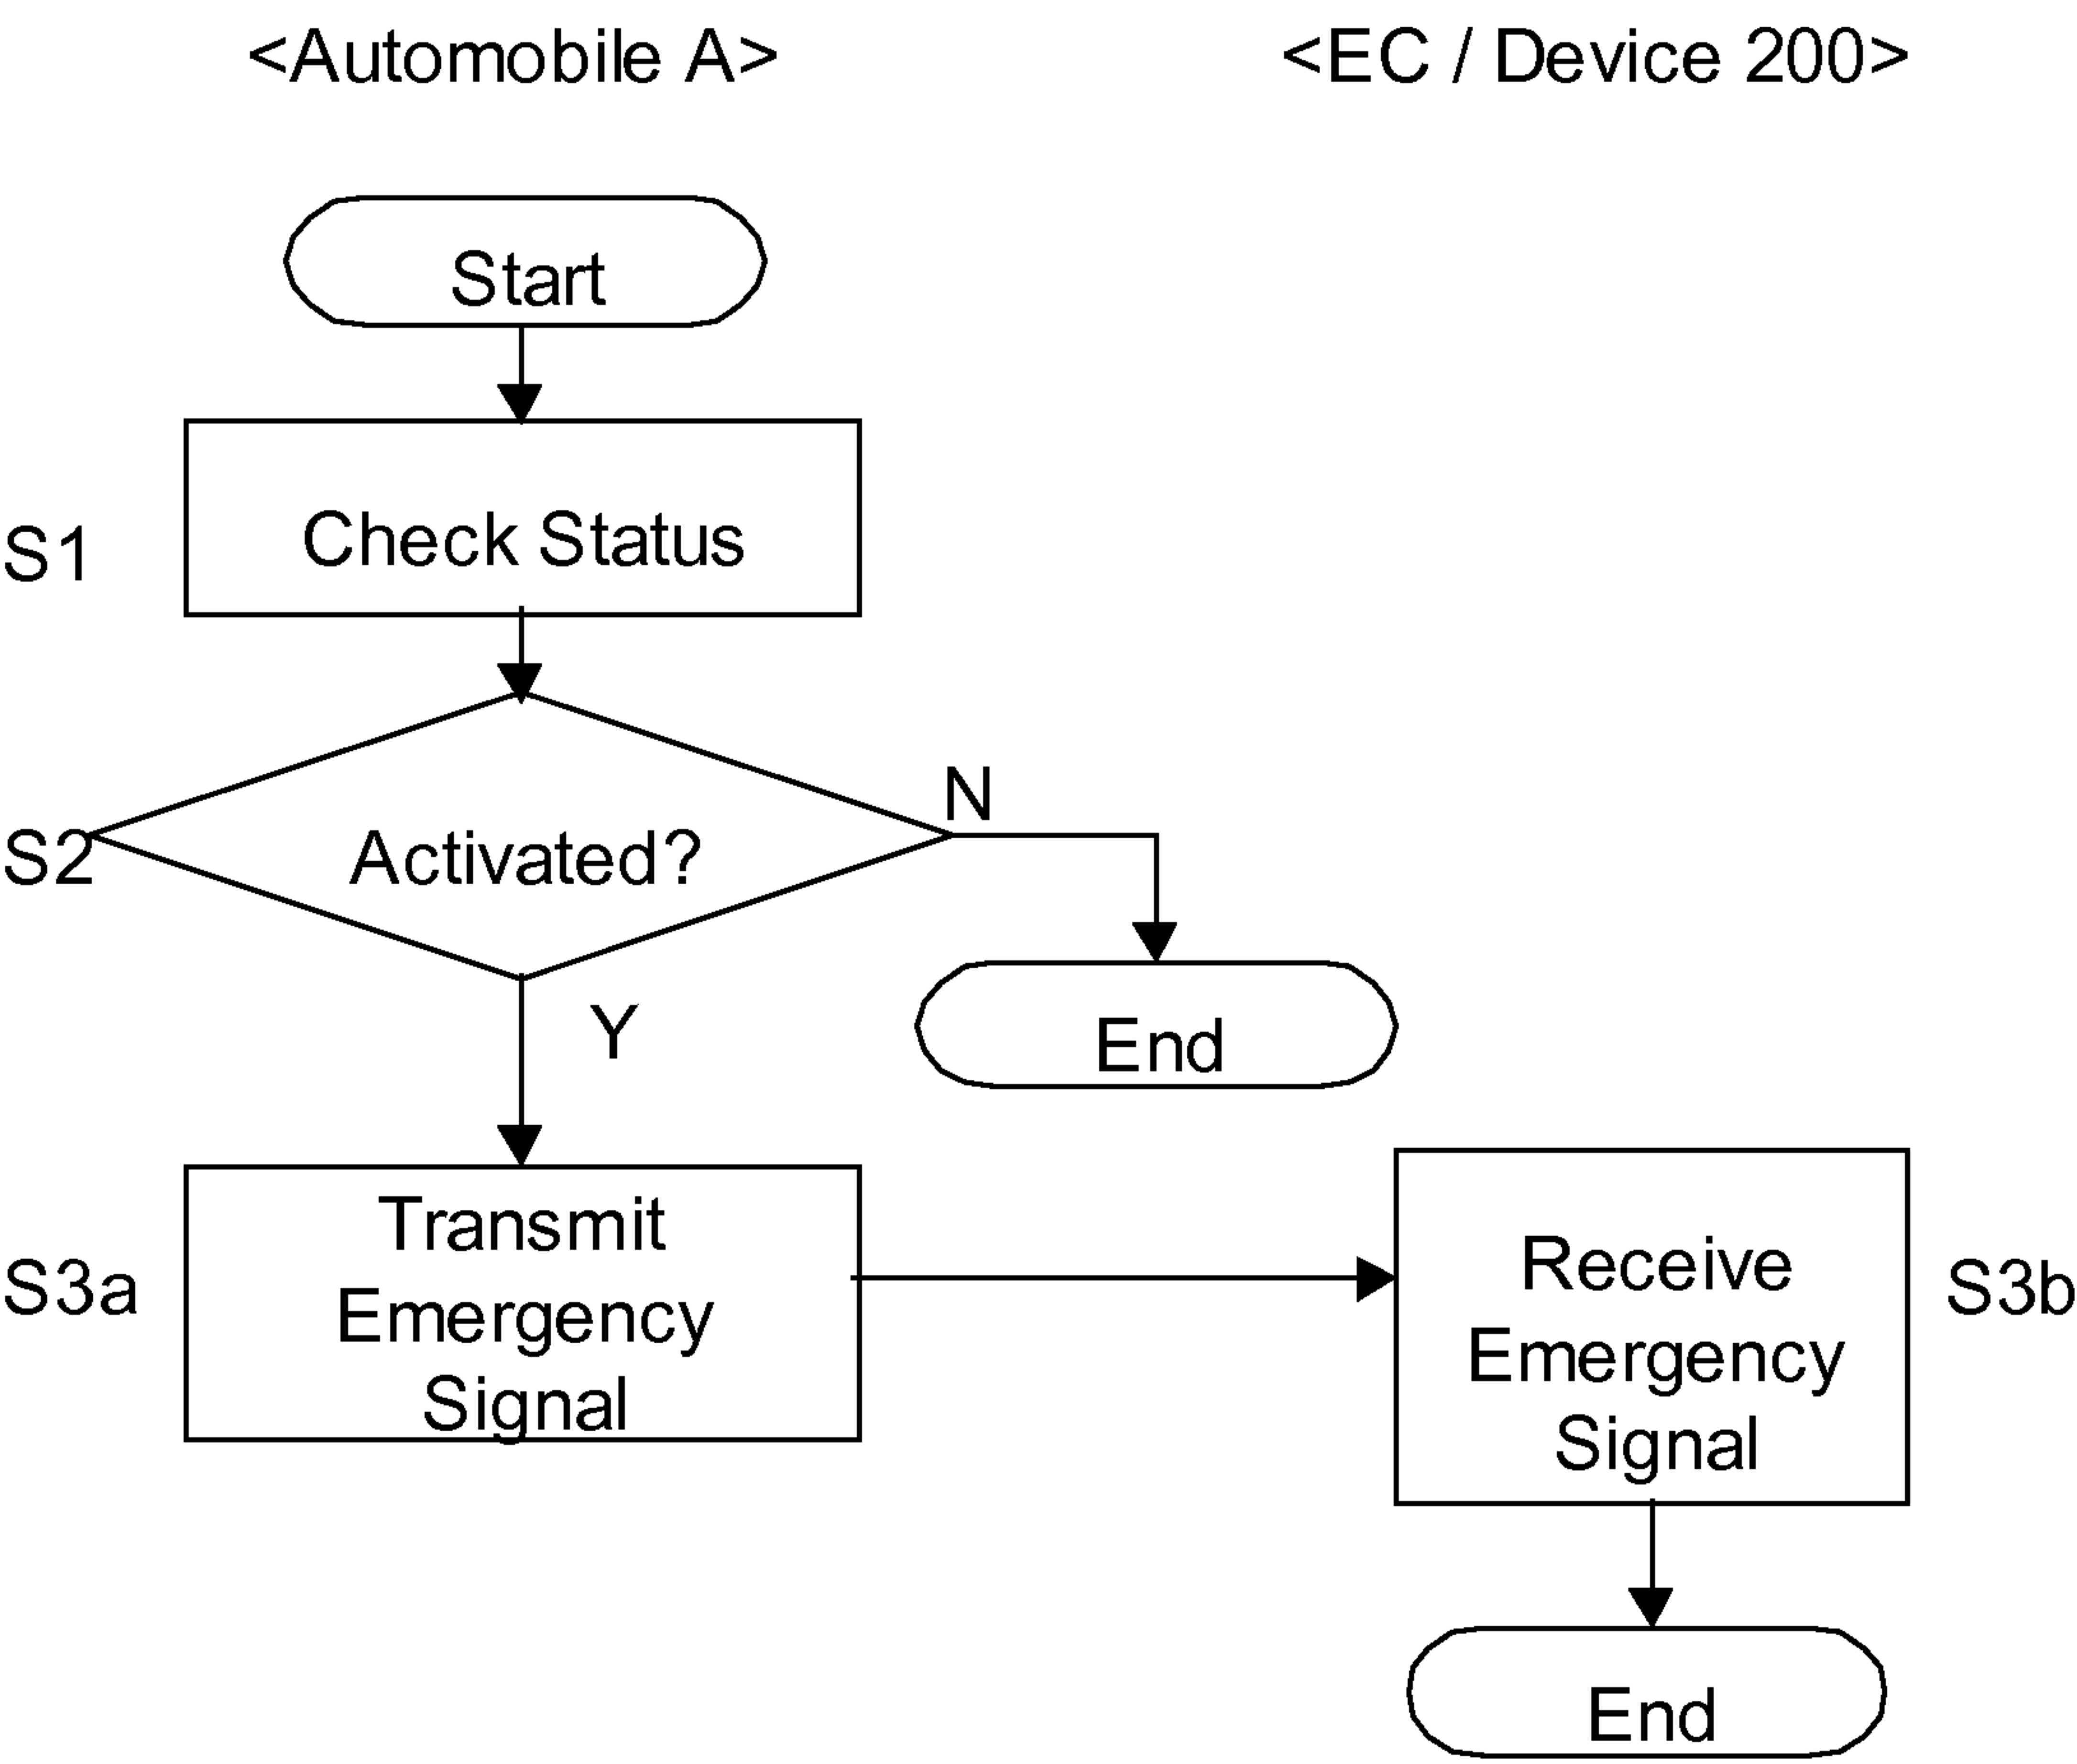 <Automobile A>
<EC / Device 200>
Start
S1
Check Status
S2
Activated?
N
End
Y
S3a
Transmit
Emergency
Signal
Receive
Emergency
Signal
S3b
End